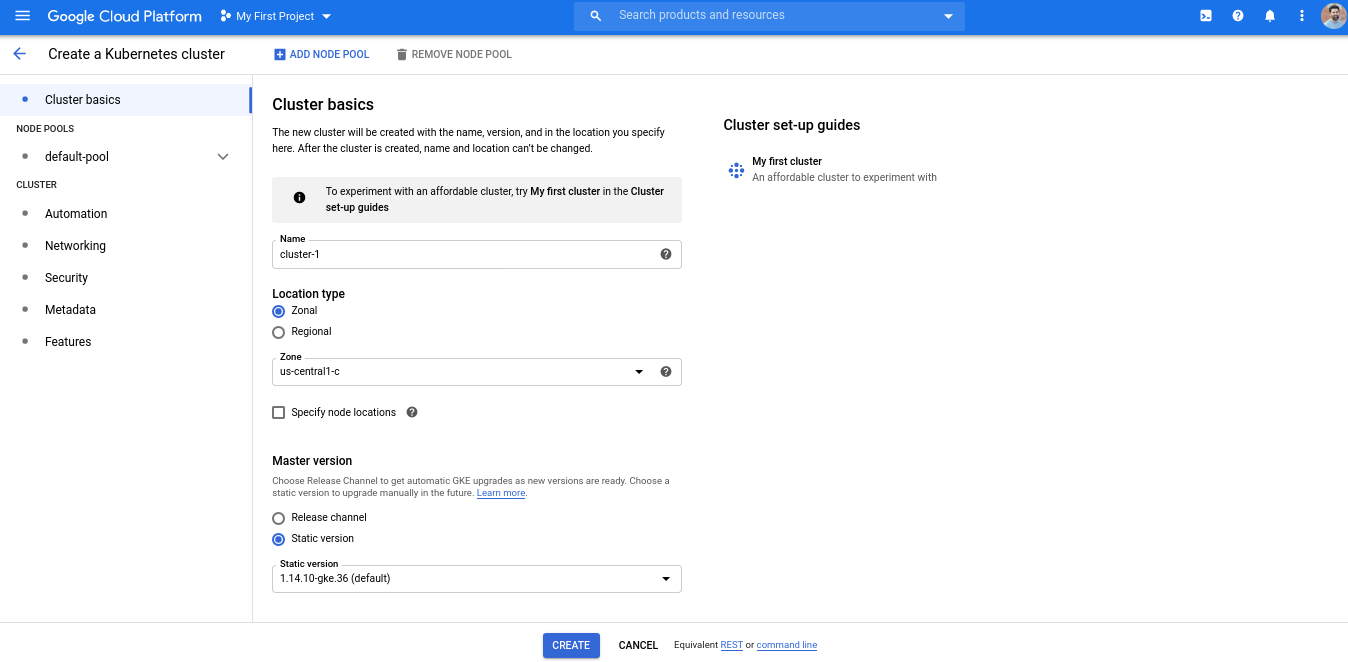 Google Cloud Platform
My First Project
Search products and resources
Create a Kubernetes cluster
ADD NODE POOL
REMOVE NODE POOL
Cluster basics
NODE POOLS
default-pool
CLUSTER
Automation
Networking
Security
Metadata
Features
Cluster basics
The new cluster will be created with the name, version, and in the location you specify
here. After the cluster is created, name and location can't be changed.
To experiment with an affordable cluster, try My first cluster in the Cluster
set-up guides
Name
cluster-1
Location type
Zonal
Regional
Zone
us-central1-c
Specify node locations
Master version
Choose Release Channel to get automatic GKE upgrades as new versions are ready. Choose a
static version to upgrade manually in the future. Learn more.
Release channel
Static version
Static version
1.14.10-gke.36 (default)
Cluster set-up guides
My first cluster
An affordable cluster to experiment with
CREATE
CANCEL
Equivalent REST or command line